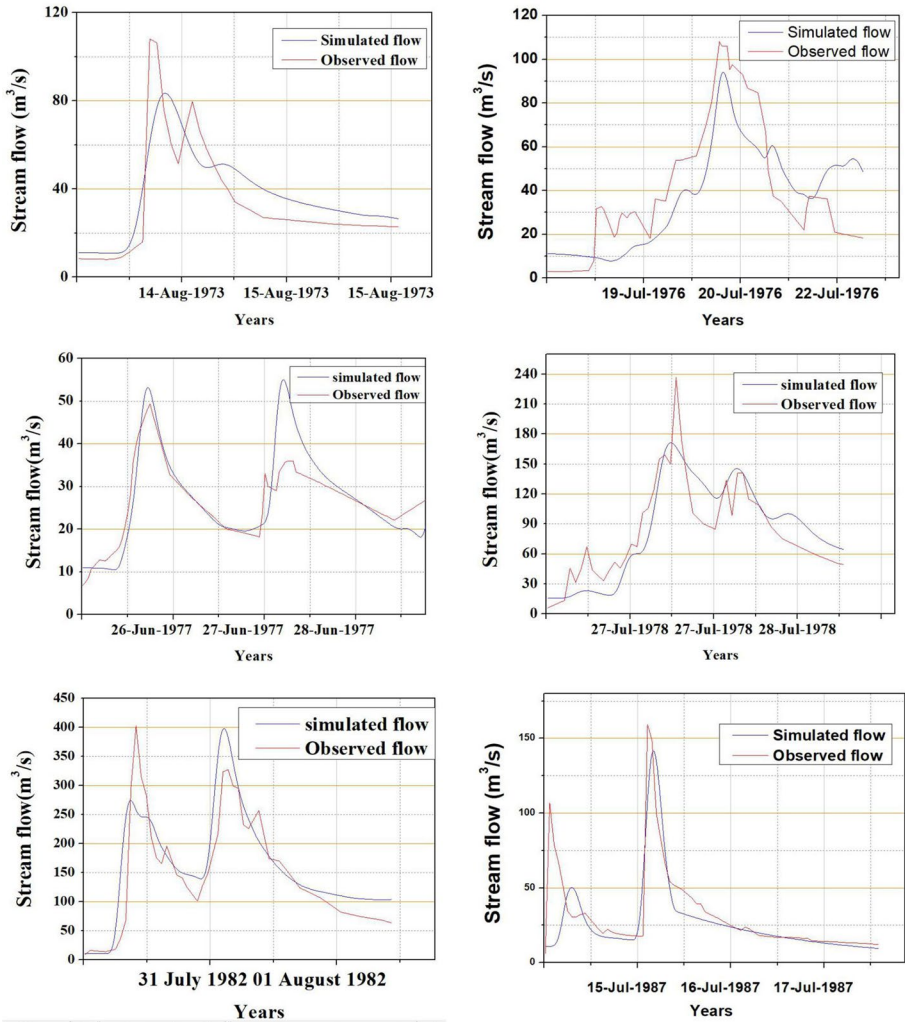 120
80
40
0
Stream flow (m³/s)
Simulated flow
Observed flow
14-Aug-1973 15-Aug-1973 15-Aug-1973
Years
120
100
80
60
40
20
0
Stream flow (m³/s)
Simulated flow
Observed flow
19-Jul-1976 20-Jul-1976 22-Jul-1976
Years
60
50
40
30
20
10
0
Stream flow(m³/s)
simulated flow
Observed flow
26-Jun-1977 27-Jun-1977 28-Jun-1977
Years
240
210
180
150
120
90
60
30
0
Stream flow(m³/s)
simulated flow
Observed flow
27-Jul-1978 27-Jul-1978 28-Jul-1978
Years
450
400
350
300
250
200
150
100
50
0
Stream flow(m³/s)
simulated flow
Observed flow
31 July 1982 01 August 1982
Years
150
100
50
0
Stream flow (m³/s)
Simulated flow
Observed flow
15-Jul-1987 16-Jul-1987 17-Jul-1987
Years